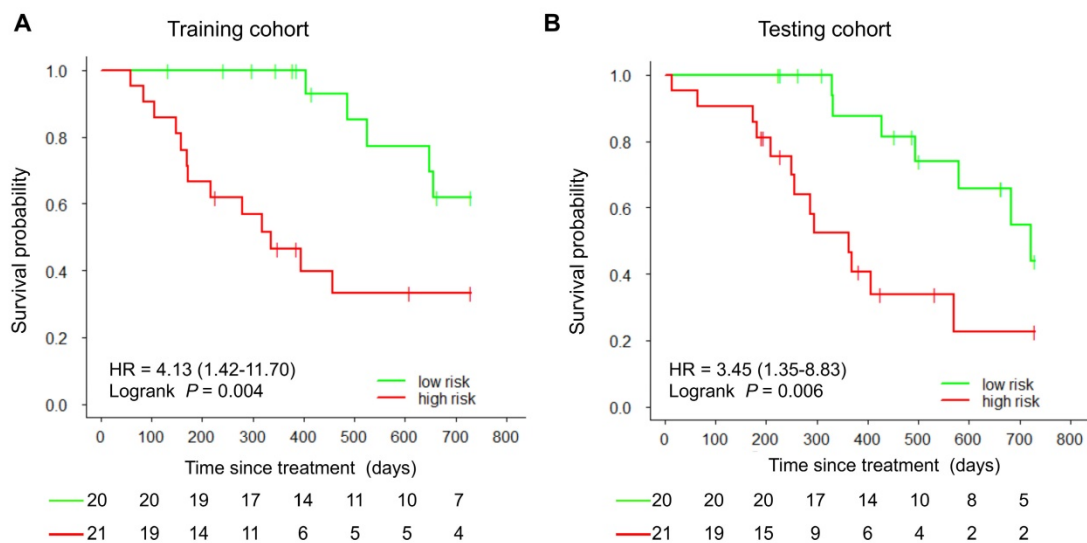 A
Training cohort
Survival probability
1.0
0.8
0.6
0.4
0.2
0.0
HR = 4.13 (1.42-11.70)
Logrank P = 0.004
low risk
high risk
0 100 200 300 400 500 600 700 800
Time since treatment (days)
20 20 19 17 14 11 10 7
21 19 14 11 6 5 5 4
B
Testing cohort
Survival probability
1.0
0.8
0.6
0.4
0.2
0.0
HR = 3.45 (1.35-8.83)
Logrank P = 0.006
low risk
high risk
0 100 200 300 400 500 600 700 800
Time since treatment (days)
20 20 20 17 14 10 8 5
21 19 15 9 6 4 2 2